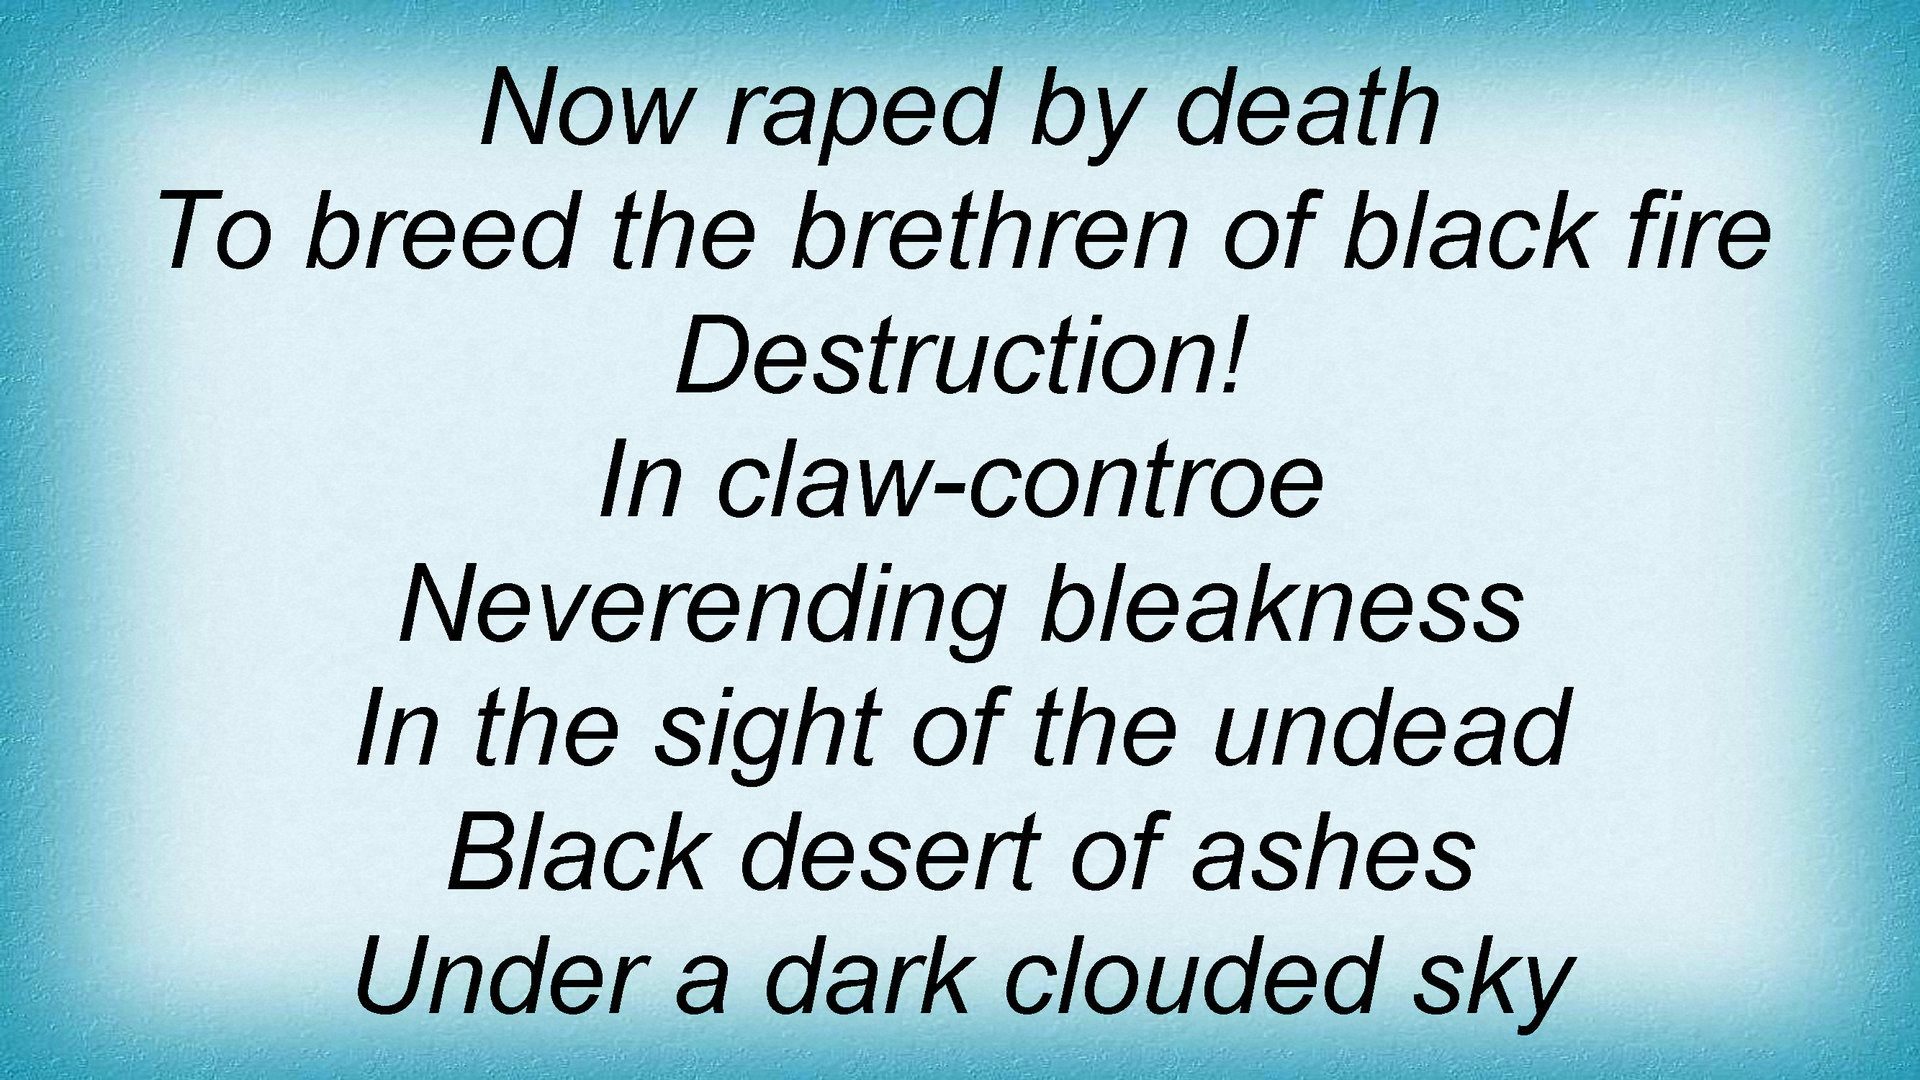 Now raped by death
To breed the brethren of black fire
Destruction!
In claw-controe
Neverending bleakness
In the sight of the undead
Black desert of ashes
Under a dark clouded sky